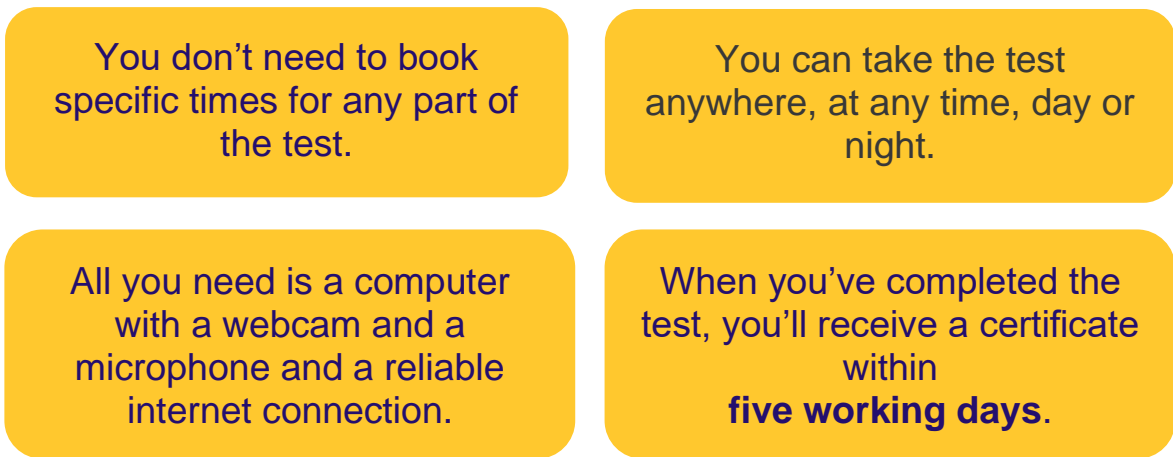 You don’t need to book
specific times for any part of
the test.
You can take the test
anywhere, at any time, day or
night.
All you need is a computer
with a webcam and a
microphone and a reliable
internet connection.
When you’ve completed the
test, you’ll receive a certificate
within
five working days.